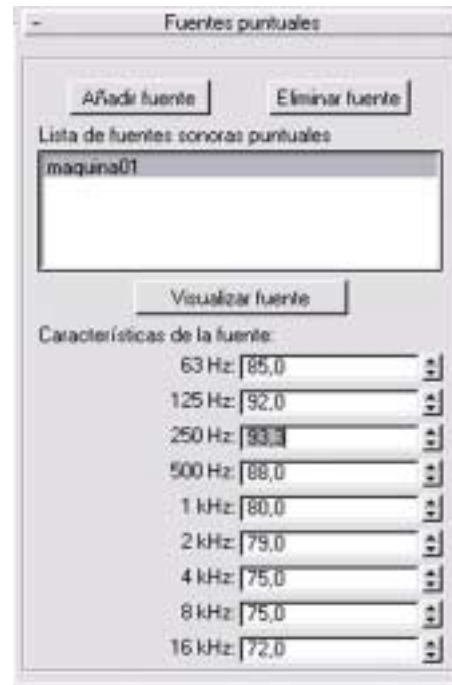 - Fuentes puntuales
Añadir fuente Eliminar fuente
Lista de fuentes sonoras puntuales
maquina01
Visualizar fuente
Características de la fuente:
63 Hz: 85,0
125 Hz: 92,0
250 Hz: 93,3
500 Hz: 88,0
1 kHz: 80,0
2 kHz: 79,0
4 kHz: 75,0
8 kHz: 75,0
16 kHz: 72,0